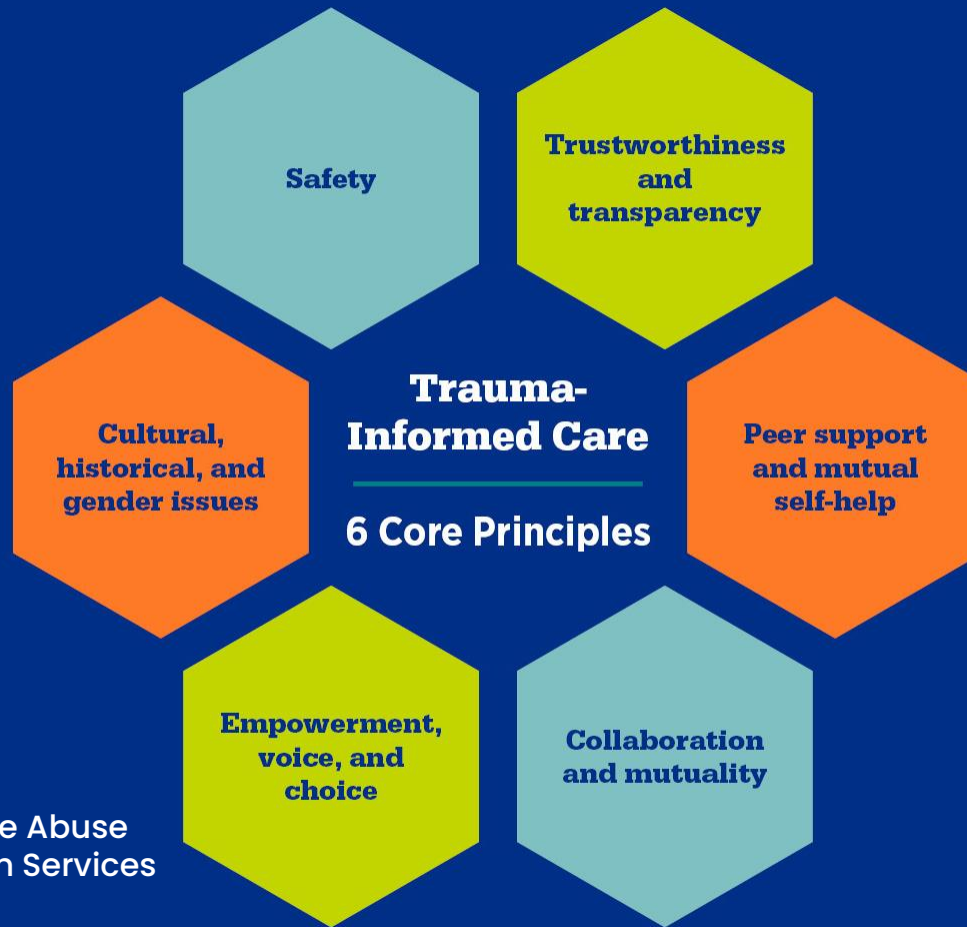 Safety
Trustworthiness
and
transparency
Trauma-
Informed Care
6 Core Principles
Cultural,
historical, and
gender issues
Peer support
and mutual
self-help
Empowerment,
voice, and
choice
Collaboration
and mutuality
e Abuse
n Services